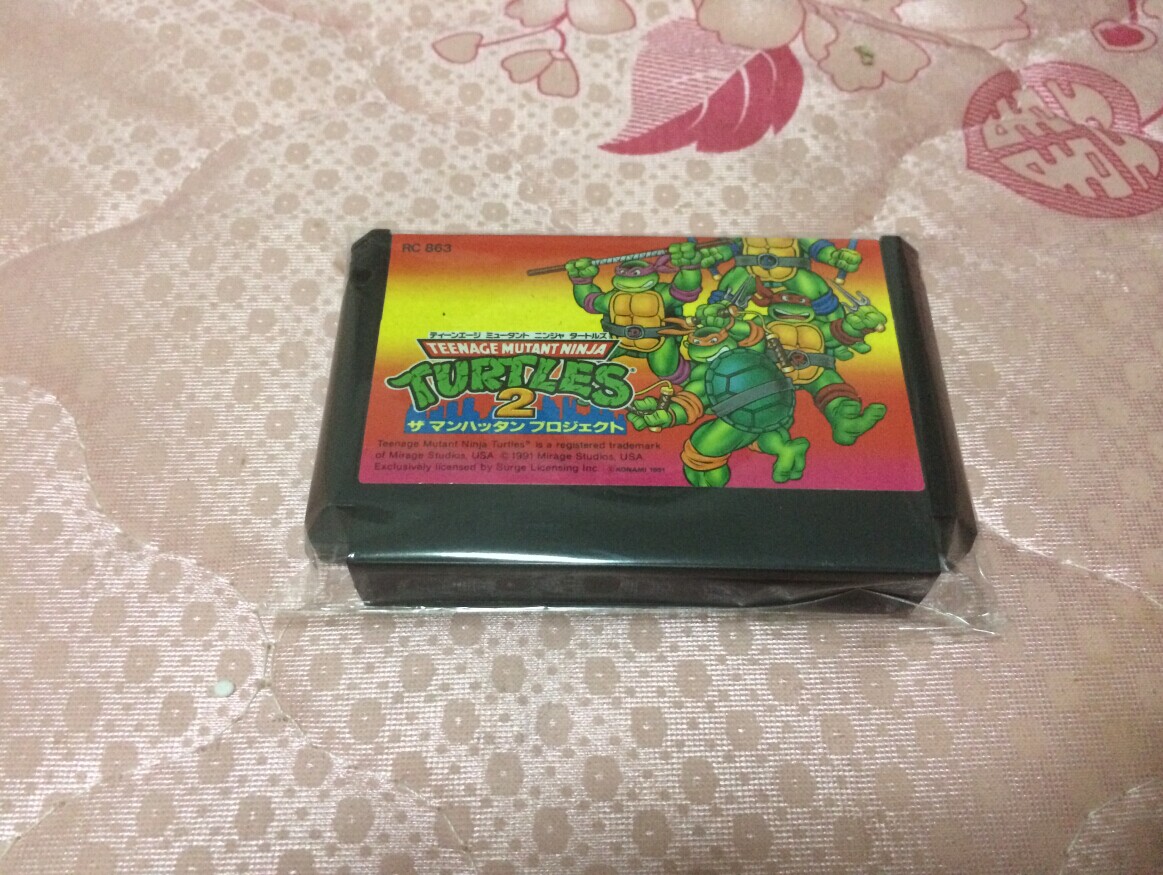 RC 863
ティーンエージ ミュータント ニンジャ タートルズ
TEENAGE MUTANT NINJA
TURTLES
2
ザ マンハッタン プロジェクト
Teenage Mutant Ninja Turtles® is a registered trademark
of Mirage Studios, USA. © 1991 Mirage Studios, USA.
Exclusively licensed by Surge Licensing Inc. © KONAMI 1991